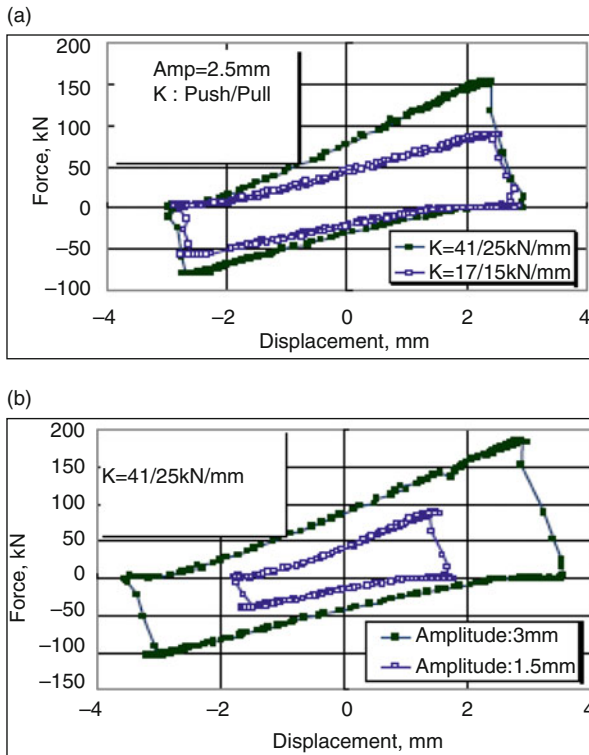 (a)
200
150
100
50
0
−50
−100
Force, kN
Amp=2.5mm
K : Push/Pull
K=41/25kN/mm
K=17/15kN/mm
−4 −2 0 2 4
Displacement, mm
(b)
200
150
100
50
0
−50
−100
−150
Force, kN
K=41/25kN/mm
Amplitude:3mm
Amplitude:1.5mm
−4 −2 0 2 4
Displacement, mm